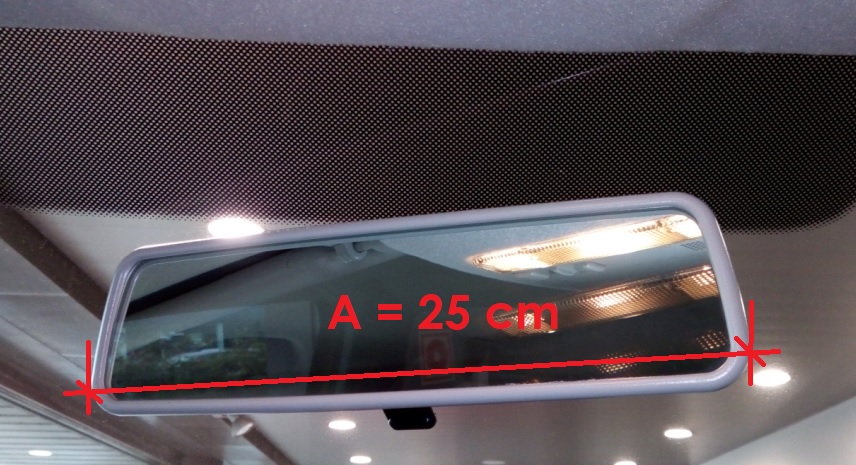 A = 25 cm